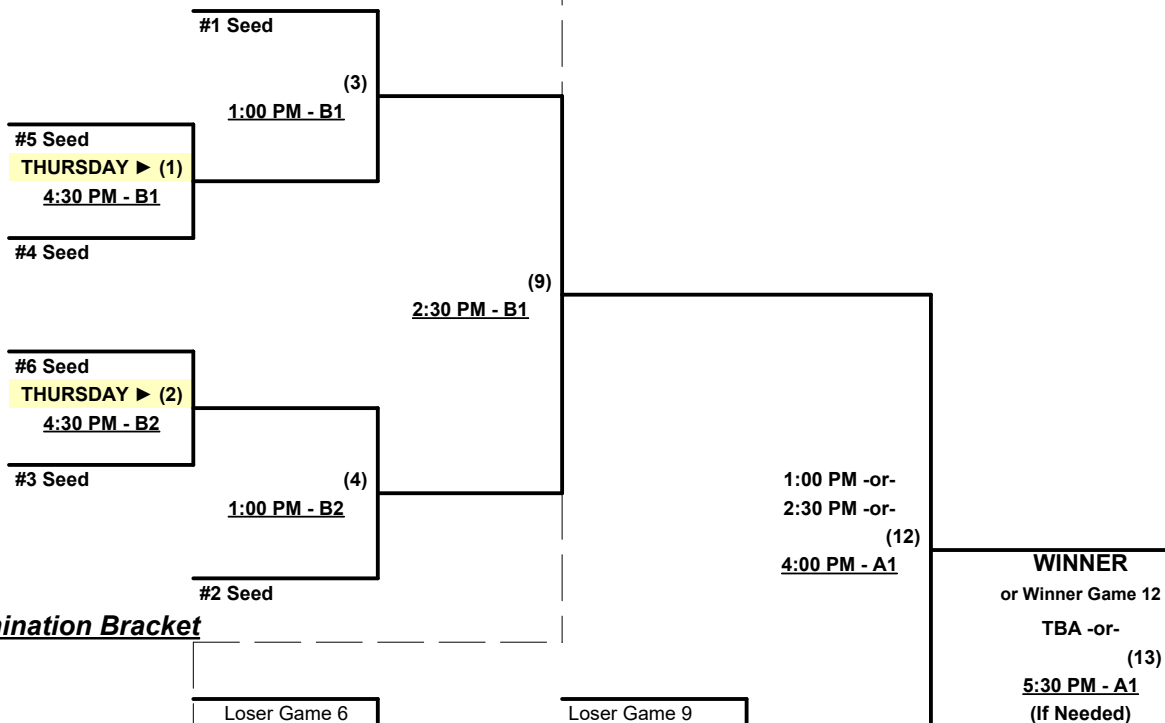 #1 Seed
(3)
1:00 PM - B1
#5 Seed
THURSDAY ► (1)
4:30 PM - B1
#4 Seed
(9)
2:30 PM - B1
#6 Seed
THURSDAY ► (2)
4:30 PM - B2
#3 Seed
(4)
1:00 PM - B2
#2 Seed
1:00 PM -or-
2:30 PM -or-
(12)
4:00 PM - A1
WINNER
or Winner Game 12
TBA -or-
(13)
5:30 PM - A1
(If Needed)
ination Bracket
Loser Game 6
Loser Game 9